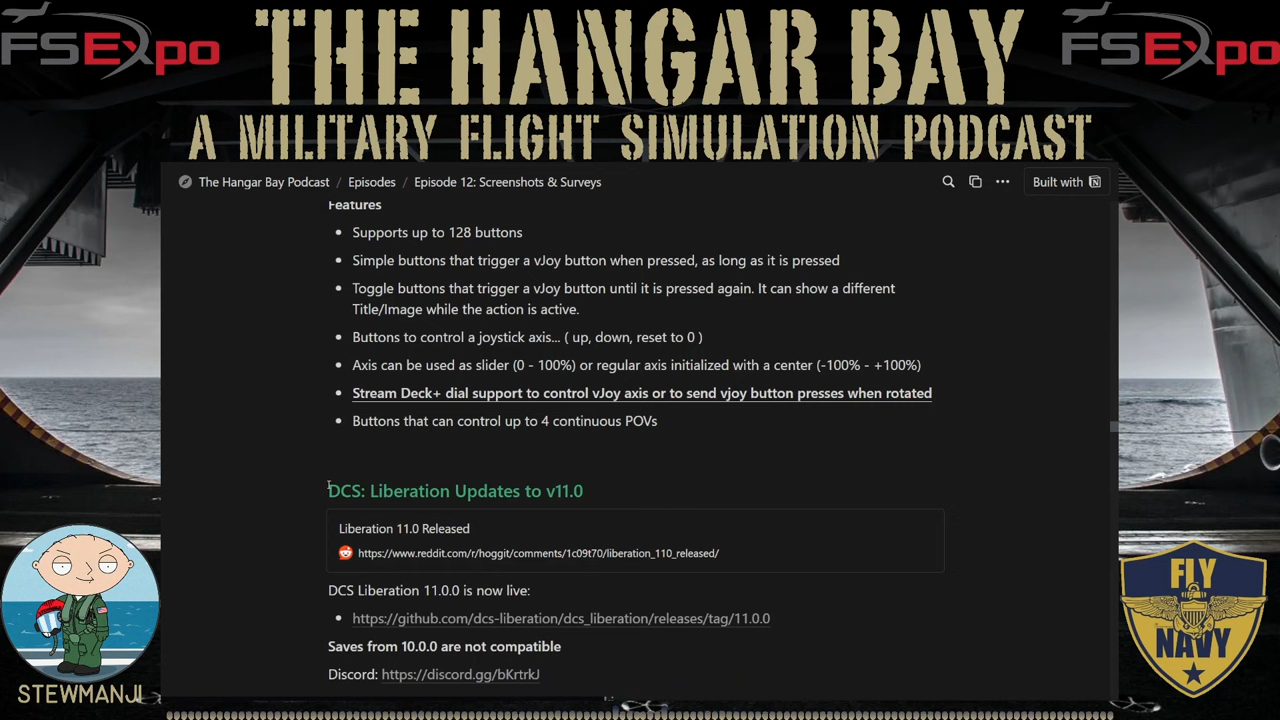 FSExpo
THE HANGAR BAY
FSExpo
A MILITARY FLIGHT SIMULATION PODCAST
The Hangar Bay Podcast / Episodes / Episode 12: Screenshots & Surveys
Built with
Features
• Supports up to 128 buttons
• Simple buttons that trigger a vJoy button when pressed, as long as it is pressed
• Toggle buttons that trigger a vJoy button until it is pressed again. It can show a different
Title/Image while the action is active.
• Buttons to control a joystick axis... ( up, down, reset to 0 )
• Axis can be used as slider (0 - 100%) or regular axis initialized with a center (-100% - +100%)
• Stream Deck+ dial support to control vJoy axis or to send vjoy button presses when rotated
• Buttons that can control up to 4 continuous POVs
DCS: Liberation Updates to v11.0
Liberation 11.0 Released
https://www.reddit.com/r/hoggit/comments/1c09t70/liberation_110_released/
DCS Liberation 11.0.0 is now live:
• https://github.com/dcs-liberation/dcs_liberation/releases/tag/11.0.0
Saves from 10.0.0 are not compatible
Discord: https://discord.gg/bKrtrkJ
STEWMANJI
FLY
NAVY